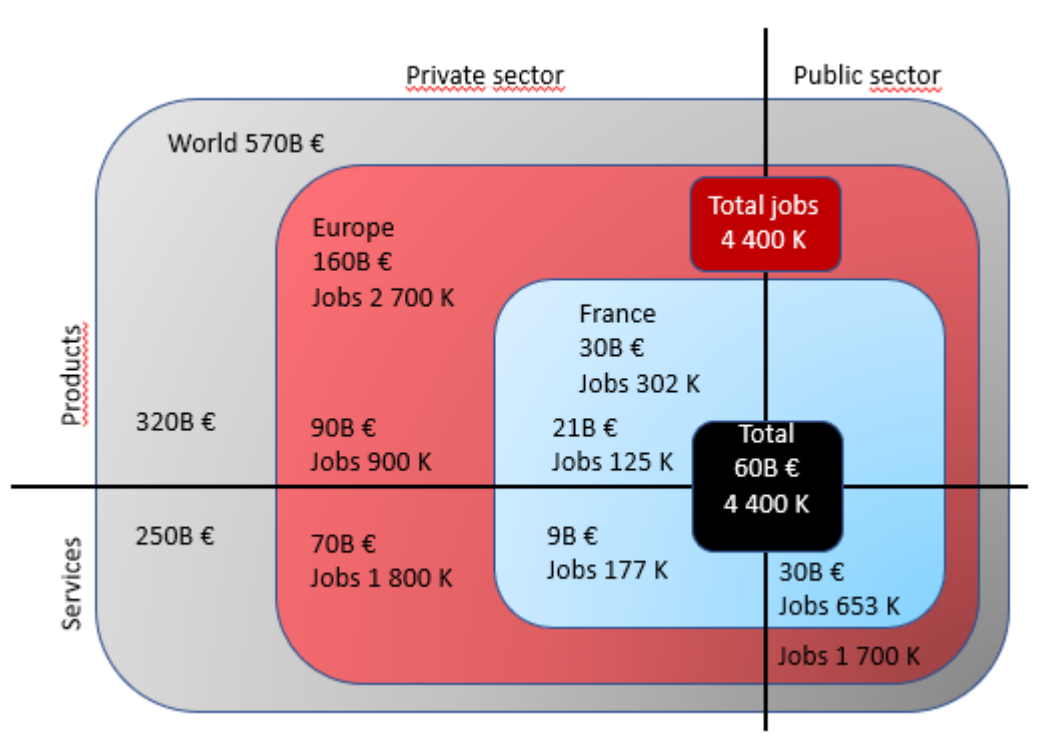 Private sector
Public sector
World 570B €
Total jobs
4 400 K
Europe
160B €
Jobs 2 700 K
France
30B €
Jobs 302 K
Products
320B €
90B €
Jobs 900 K
21B €
Jobs 125 K
Total
60B €
4 400 K
Services
250B €
70B €
Jobs 1 800 K
9B €
Jobs 177 K
30B €
Jobs 653 K
Jobs 1 700 K